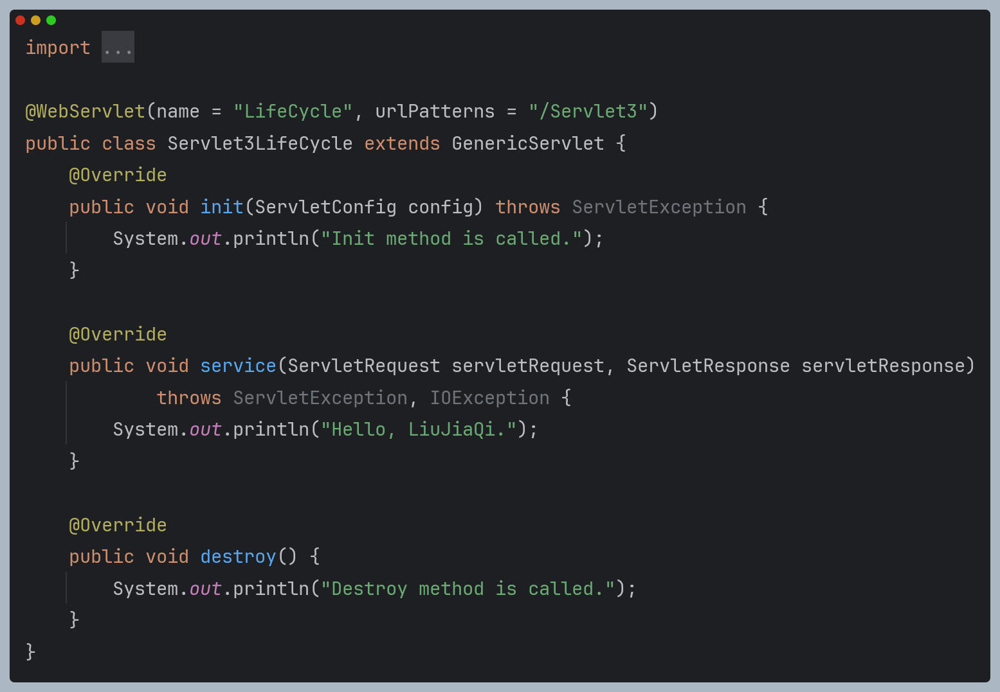 import ...
@WebServlet(name = "LifeCycle", urlPatterns = "/Servlet3")
public class Servlet3LifeCycle extends GenericServlet {
    @Override
    public void init(ServletConfig config) throws ServletException {
        System.out.println("Init method is called.");
    }
    @Override
    public void service(ServletRequest servletRequest, ServletResponse servletResponse)
            throws ServletException, IOException {
        System.out.println("Hello, LiuJiaQi.");
    }
    @Override
    public void destroy() {
        System.out.println("Destroy method is called.");
    }
}